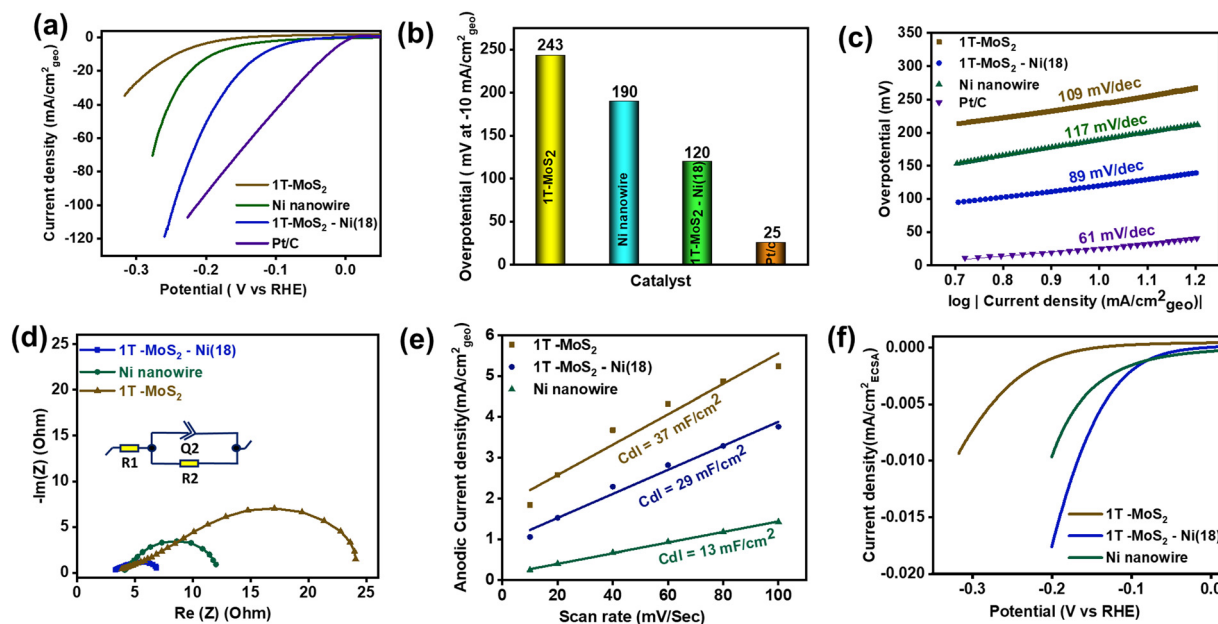 (a)
Current density (mA/cm²geo)
0
-20
-40
-60
-80
-100
-120
1T-MoS₂
Ni nanowire
1T-MoS₂ - Ni(18)
Pt/C
-0.3
-0.2
-0.1
0.0
Potential ( V vs RHE)
(b)
Overpotential ( mV at -10 mA/cm²geo)
250
200
150
100
50
0
243
190
120
25
1T-MoS₂
Ni nanowire
1T-MoS₂ - Ni(18)
Pt/c
Catalyst
(c)
1T-MoS₂
1T-MoS₂ - Ni(18)
Ni nanowire
Pt/C
Overpotential (mV)
350
300
250
200
150
100
50
0
109 mV/dec
117 mV/dec
89 mV/dec
61 mV/dec
0.7
0.8
0.9
1.0
1.1
1.2
log | Current density (mA/cm²geo)|
(d)
-Im(Z) (Ohm)
25
20
15
10
5
0
1T -MoS₂ - Ni(18)
Ni nanowire
1T -MoS₂
R1
Q2
R2
0
5
10
15
20
25
Re (Z) (Ohm)
(e)
Anodic Current density(mA/cm²geo)
6
5
4
3
2
1
0
1T -MoS₂
1T -MoS₂ - Ni(18)
Ni nanowire
Cdl = 37 mF/cm²
Cdl = 29 mF/cm²
Cdl = 13 mF/cm²
20
40
60
80
100
Scan rate (mV/Sec)
(f)
Current density(mA/cm²ECSA)
0.000
-0.005
-0.010
-0.015
-0.020
1T -MoS₂
1T -MoS₂ - Ni(18)
Ni nanowire
-0.3
-0.2
-0.1
0.0
Potential (V vs RHE)